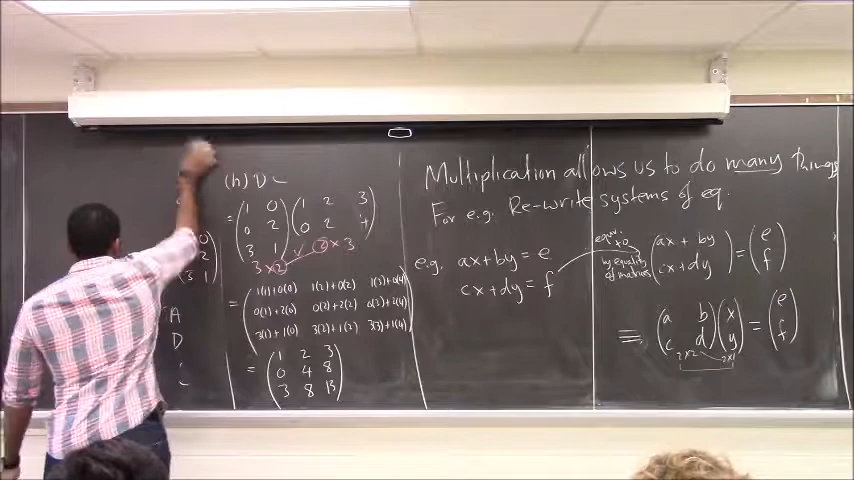 (h) DC
= (1 0 0 2 3 1) (1 2 3 0 2 4)
3×2 ✓ 2×3
= (1(1)+0(0) 1(2)+0(2) 1(3)+0(4)
0(1)+2(0) 0(2)+2(2) 0(3)+2(4)
3(1)+1(0) 3(2)+1(2) 3(3)+1(4))
= (1 2 3
0 4 8
3 8 13)
0)
3 1)
A
D
Multiplication allows us to do many things
For e.g. Re-write systems of eq.
e.g. ax+by = e
cx+dy = f
equiv. to
by equality of matrices
(ax + by
cx+dy) = (e
f)
≡ (a b
c d) (x
y) = (e
f)
2×2 2×1